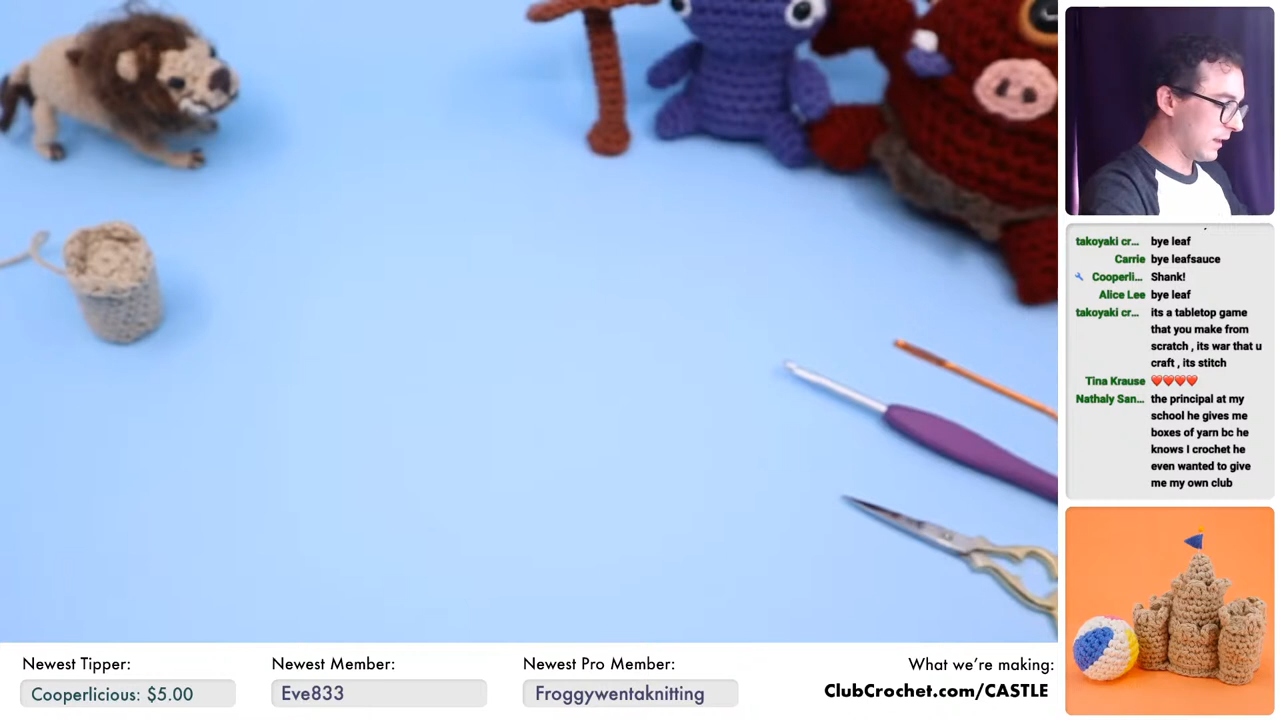 takoyaki cr... bye leaf
Carrie bye leafsauce
Cooperli... Shank!
Alice Lee bye leaf
takoyaki cr... its a tabletop game
that you make from
scratch , its war that u
craft , its stitch
Tina Krause ❤️❤️❤️❤️
Nathaly San... the principal at my
school he gives me
boxes of yarn bc he
knows I crochet he
even wanted to give
me my own club
Newest Tipper:
Cooperlicious: $5.00
Newest Member:
Eve833
Newest Pro Member:
Froggywentaknitting
What we're making:
ClubCrochet.com/CASTLE